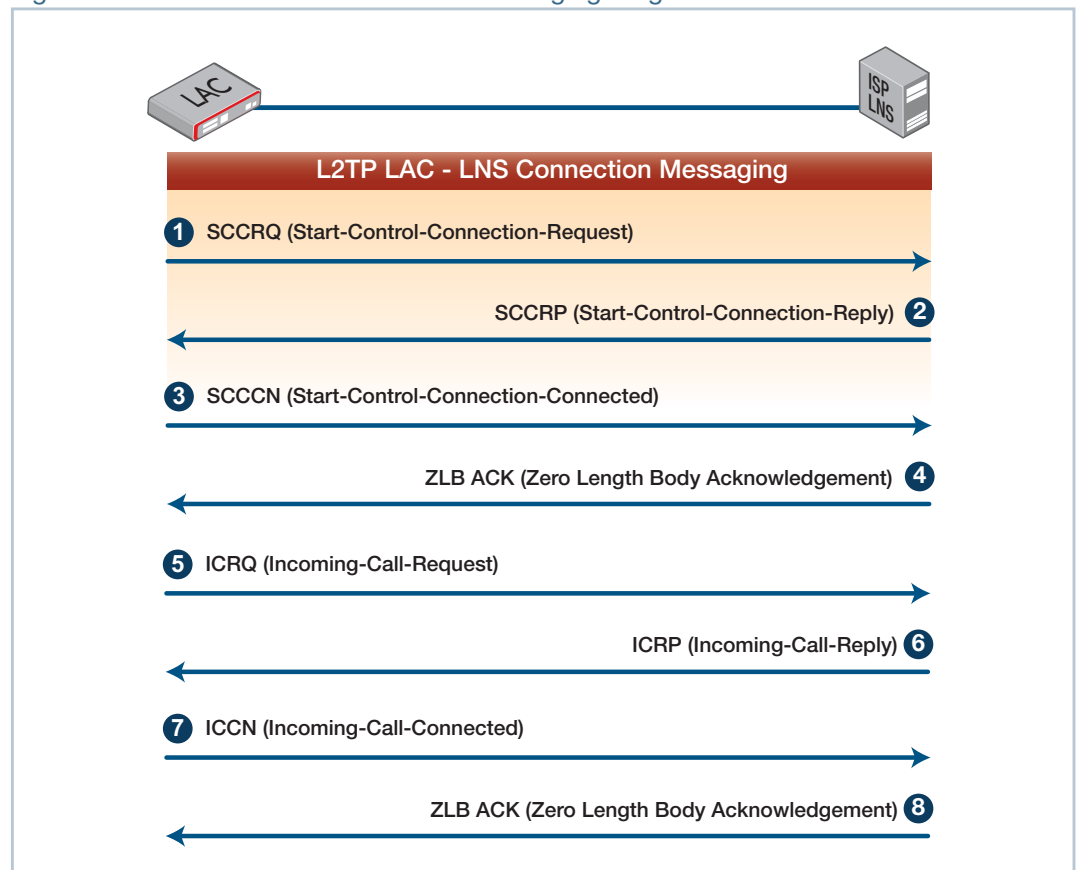 LAC
ISP
LNS
L2TP LAC - LNS Connection Messaging
1 SCCRQ (Start-Control-Connection-Request)
SCCRP (Start-Control-Connection-Reply) 2
3 SCCCN (Start-Control-Connection-Connected)
ZLB ACK (Zero Length Body Acknowledgement) 4
5 ICRQ (Incoming-Call-Request)
ICRP (Incoming-Call-Reply) 6
7 ICCN (Incoming-Call-Connected)
ZLB ACK (Zero Length Body Acknowledgement) 8